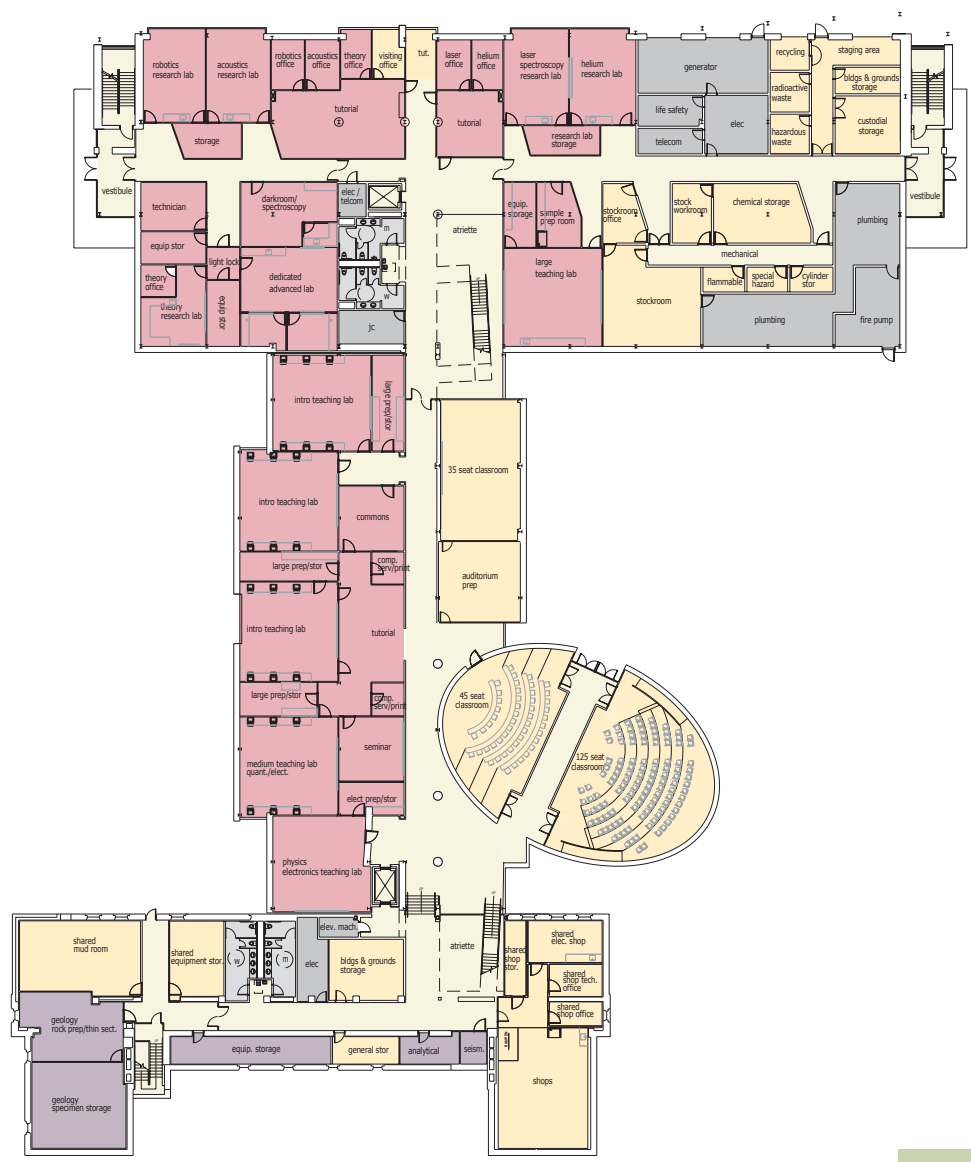 robotics
research lab
acoustics
research lab
robotics
office
acoustics
office
theory
office
visiting
office
tut.
laser
office
helium
office
laser
spectroscopy
research lab
helium
research lab
generator
recycling
staging area
bldgs & grounds
storage
radioactive
waste
tutorial
life safety
elec
custodial
storage
storage
tutorial
research lab
storage
telecom
hazardous
waste
vestibule
technician
darkroom/
spectroscopy
elec /
telcom
m
atriette
equip.
storage
simple
prep room
stockroom
office
stock
workroom
chemical storage
plumbing
vestibule
equip stor
light lock
theory
office
theory
research lab
equip stor
dedicated
advanced lab
w
jc
large
teaching lab
mechanical
flammable
special
hazard
cylinder
stor
stockroom
plumbing
fire pump
intro teaching lab
large prep/stor
35 seat classroom
intro teaching lab
commons
large prep/stor
comp.
serv/print
auditorium
prep
intro teaching lab
tutorial
large prep/stor
comp.
serv/print
45 seat
classroom
medium teaching lab
quant./elect.
seminar
125 seat
classroom
elect prep/stor
physics
electronics teaching lab
shared
mud room
shared
equipment stor.
w
m
elec
elev. mach.
bldgs & grounds
storage
atriette
shared
shop
stor.
shared
elec. shop
shared
shop tech.
office
shared
shop office
geology
rock prep/thin sect.
equip. storage
general stor
analytical
seism.
geology
specimen storage
shops